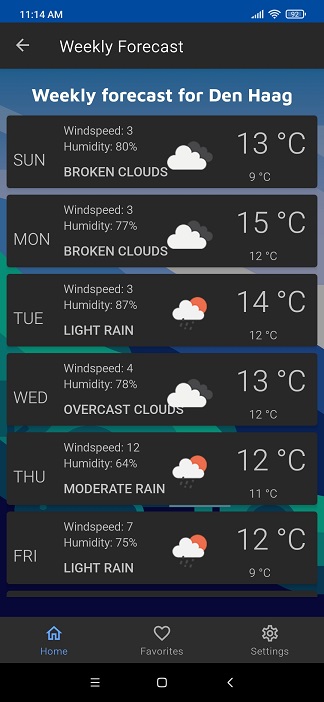 11:14 AM
92
Weekly Forecast
Weekly forecast for Den Haag
Windspeed: 3
Humidity: 80%
SUN
BROKEN CLOUDS
13 °C
9 °C
Windspeed: 3
Humidity: 77%
MON
BROKEN CLOUDS
15 °C
12 °C
Windspeed: 3
Humidity: 87%
TUE
LIGHT RAIN
14 °C
12 °C
Windspeed: 4
Humidity: 78%
WED
OVERCAST CLOUDS
13 °C
12 °C
Windspeed: 12
Humidity: 64%
THU
MODERATE RAIN
12 °C
11 °C
Windspeed: 7
Humidity: 75%
FRI
LIGHT RAIN
12 °C
9 °C
Home
Favorites
Settings